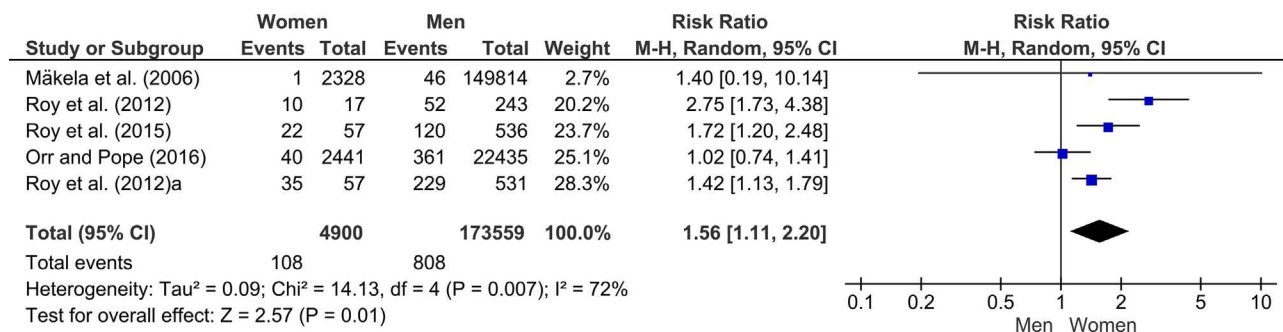 Women Men Risk Ratio Risk Ratio
Study or Subgroup Events Total Events Total Weight M-H, Random, 95% CI M-H, Random, 95% CI
Mäkela et al. (2006) 1 2328 46 149814 2.7% 1.40 [0.19, 10.14]
Roy et al. (2012) 10 17 52 243 20.2% 2.75 [1.73, 4.38]
Roy et al. (2015) 22 57 120 536 23.7% 1.72 [1.20, 2.48]
Orr and Pope (2016) 40 2441 361 22435 25.1% 1.02 [0.74, 1.41]
Roy et al. (2012)a 35 57 229 531 28.3% 1.42 [1.13, 1.79]
Total (95% CI) 4900 173559 100.0% 1.56 [1.11, 2.20]
Total events 108 808
Heterogeneity: Tau² = 0.09; Chi² = 14.13, df = 4 (P = 0.007); I² = 72%
Test for overall effect: Z = 2.57 (P = 0.01)
0.1 0.2 0.5 1 2 5 10
Men Women